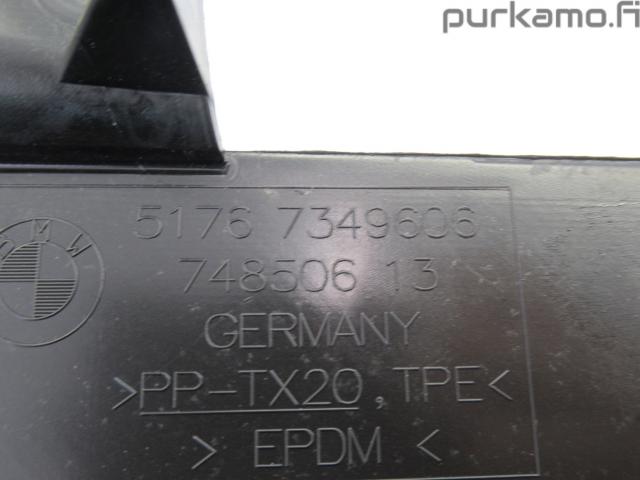 purkamo.fi
BMW
5176 7349606
748506 13
GERMANY
>PP-TX20,TPE<
> EPDM <